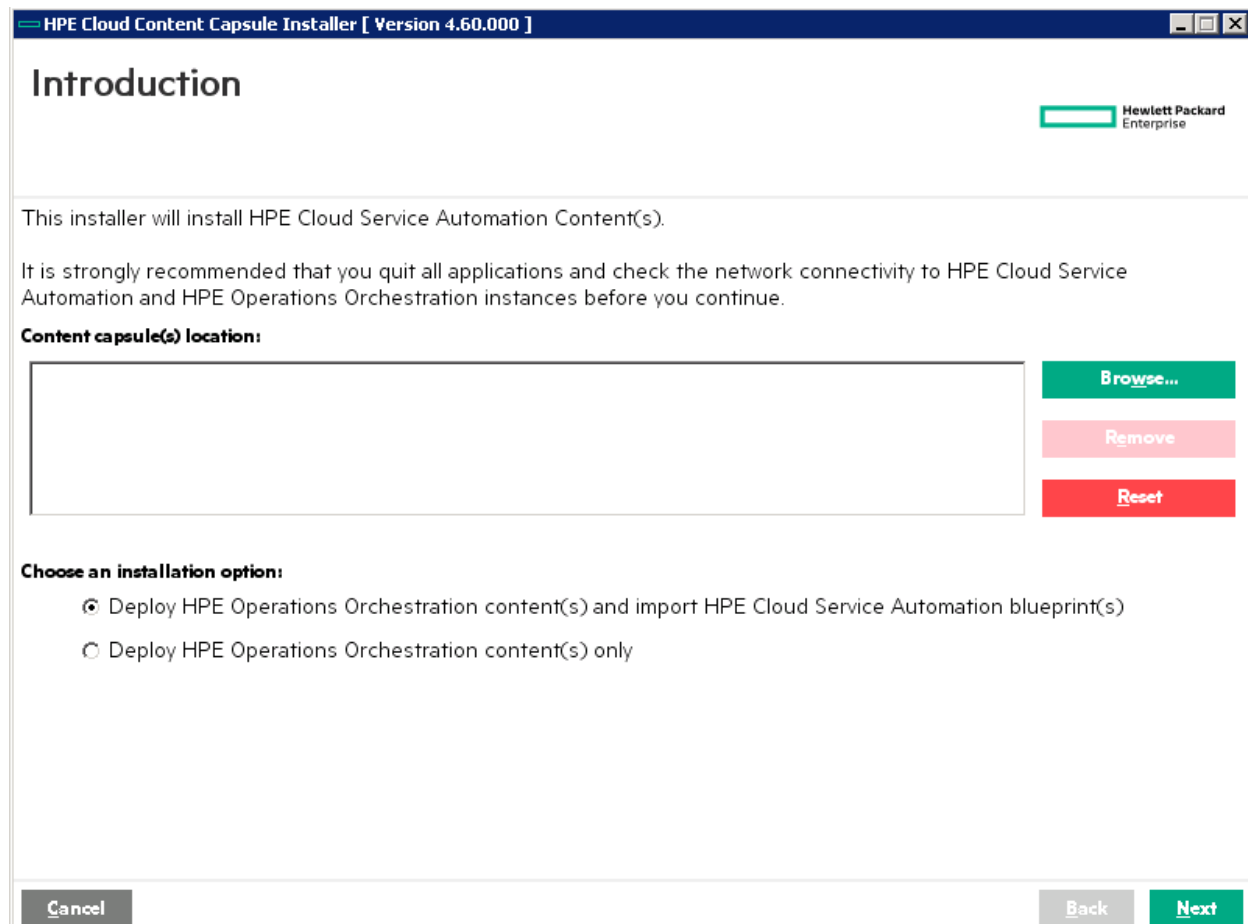 HPE Cloud Content Capsule Installer [ Version 4.60.000 ]
Introduction
Hewlett Packard
Enterprise
This installer will install HPE Cloud Service Automation Content(s).
It is strongly recommended that you quit all applications and check the network connectivity to HPE Cloud Service
Automation and HPE Operations Orchestration instances before you continue.
Content capsule(s) location:
Browse...
Remove
Reset
Choose an installation option:
Deploy HPE Operations Orchestration content(s) and import HPE Cloud Service Automation blueprint(s)
Deploy HPE Operations Orchestration content(s) only
Cancel
Back
Next